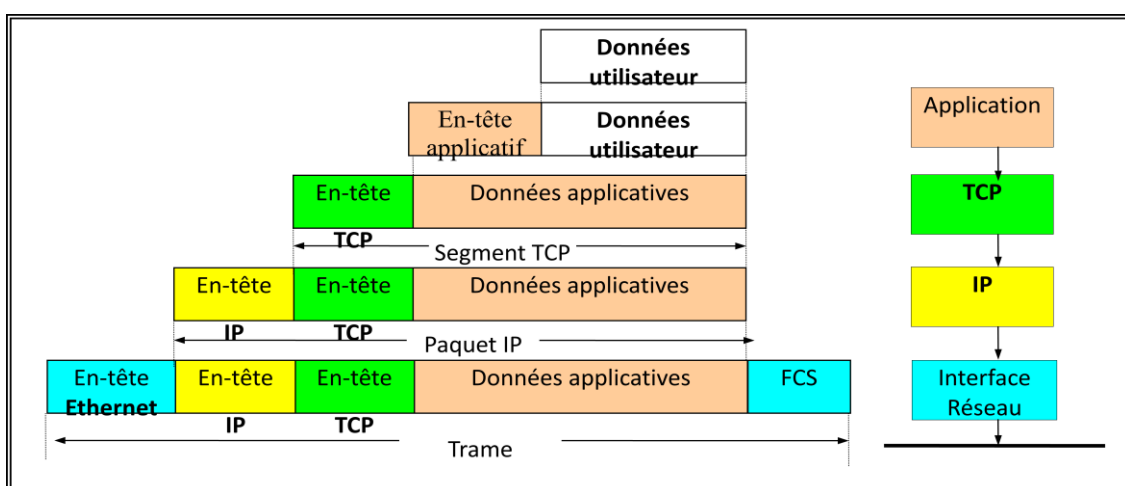 Données
utilisateur
En-tête
applicatif
Données
utilisateur
En-tête
TCP
Données applicatives
Segment TCP
En-tête
IP
En-tête
TCP
Données applicatives
Paquet IP
En-tête
Ethernet
En-tête
IP
En-tête
TCP
Données applicatives
FCS
Trame
Application
TCP
IP
Interface
Réseau